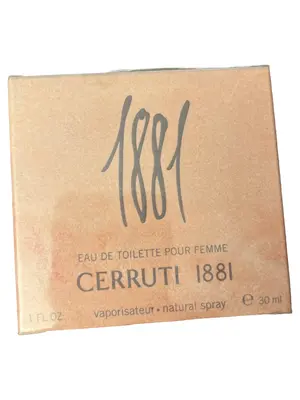 1881
EAU DE TOILETTE POUR FEMME
CERRUTI 1881
vaporisateur • natural spray
1 FL.OZ. ℮ 30 ml